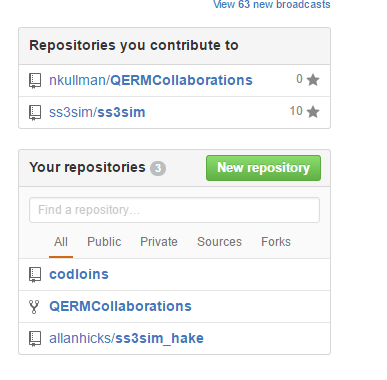 View 63 new broadcasts
Repositories you contribute to
nkullman/QERMCollaborations 0
ss3sim/ss3sim 10
Your repositories 3 New repository
Find a repository…
All Public Private Sources Forks
codloins
QERMCollaborations
allanhicks/ss3sim_hake